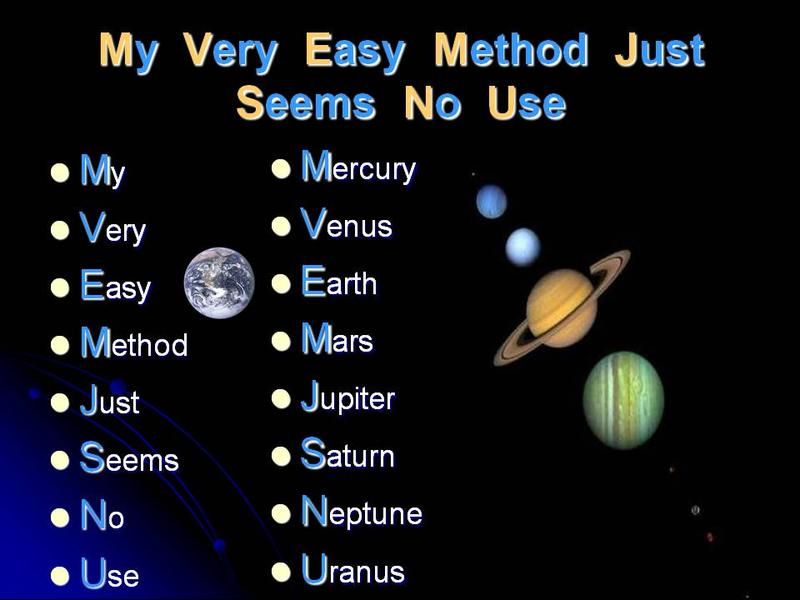 My Very Easy Method Just
Seems No Use
My
Very
Easy
Method
Just
Seems
No
Use
Mercury
Venus
Earth
Mars
Jupiter
Saturn
Neptune
Uranus